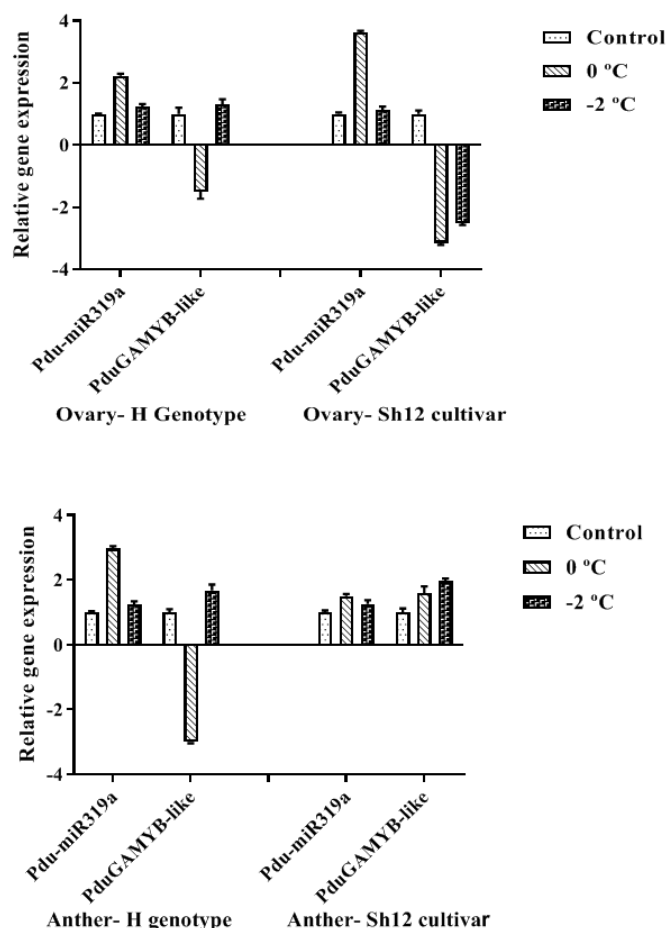 Relative gene expression
4
2
0
-2
-4
Control
0 ºC
-2 ºC
Pdu-miR319a
PduGAMYB-like
Pdu-miR319a
PduGAMYB-like
Ovary- H Genotype
Ovary- Sh12 cultivar
Relative gene expression
4
2
0
-2
-4
Control
0 ºC
-2 ºC
Pdu-miR319a
PduGAMYB-like
Pdu-miR319a
PduGAMYB-like
Anther- H genotype
Anther- Sh12 cultivar